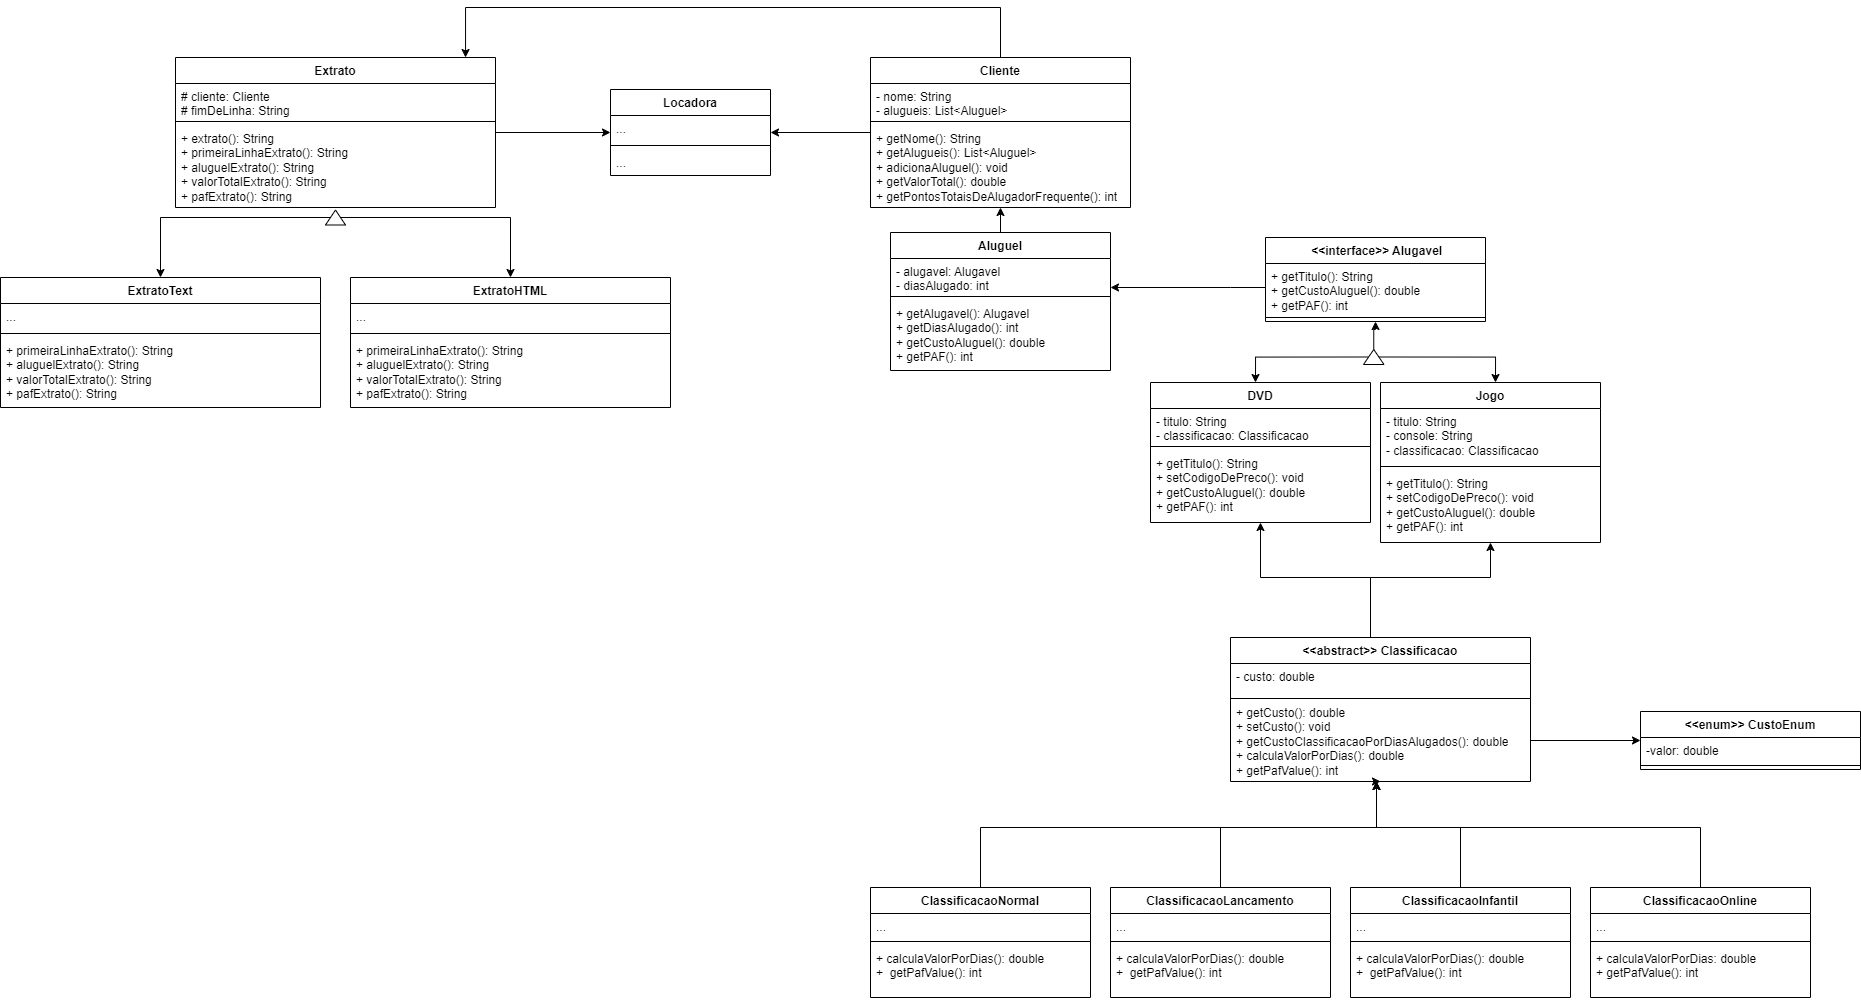 Extrato
# cliente: Cliente
# fimDeLinha: String
+ extrato(): String
+ primeiraLinhaExtrato(): String
+ aluguelExtrato(): String
+ valorTotalExtrato(): String
+ pafExtrato(): String
Locadora
...
...
Cliente
- nome: String
- alugueis: List<Aluguel>
+ getNome(): String
+ getAlugueis(): List<Aluguel>
+ adicionaAluguel(): void
+ getValorTotal(): double
+ getPontosTotaisDeAlugadorFrequente(): int
ExtratoText
...
+ primeiraLinhaExtrato(): String
+ aluguelExtrato(): String
+ valorTotalExtrato(): String
+ pafExtrato(): String
ExtratoHTML
...
+ primeiraLinhaExtrato(): String
+ aluguelExtrato(): String
+ valorTotalExtrato(): String
+ pafExtrato(): String
Aluguel
- alugavel: Alugavel
- diasAlugado: int
+ getAlugavel(): Alugavel
+ getDiasAlugado(): int
+ getCustoAluguel(): double
+ getPAF(): int
<<interface>> Alugavel
+ getTitulo(): String
+ getCustoAluguel(): double
+ getPAF(): int
DVD
- titulo: String
- classificacao: Classificacao
+ getTitulo(): String
+ setCodigoDePreco(): void
+ getCustoAluguel(): double
+ getPAF(): int
Jogo
- titulo: String
- console: String
- classificacao: Classificacao
+ getTitulo(): String
+ setCodigoDePreco(): void
+ getCustoAluguel(): double
+ getPAF(): int
<<abstract>> Classificacao
- custo: double
+ getCusto(): double
+ setCusto(): void
+ getCustoClassificacaoPorDiasAlugados(): double
+ calculaValorPorDias(): double
+ getPafValue(): int
<<enum>> CustoEnum
-valor: double
ClassificacaoNormal
...
+ calculaValorPorDias(): double
+  getPafValue(): int
ClassificacaoLancamento
...
+ calculaValorPorDias(): double
+  getPafValue(): int
ClassificacaoInfantil
...
+ calculaValorPorDias(): double
+  getPafValue(): int
ClassificacaoOnline
...
+ calculaValorPorDias: double
+ getPafValue(): int